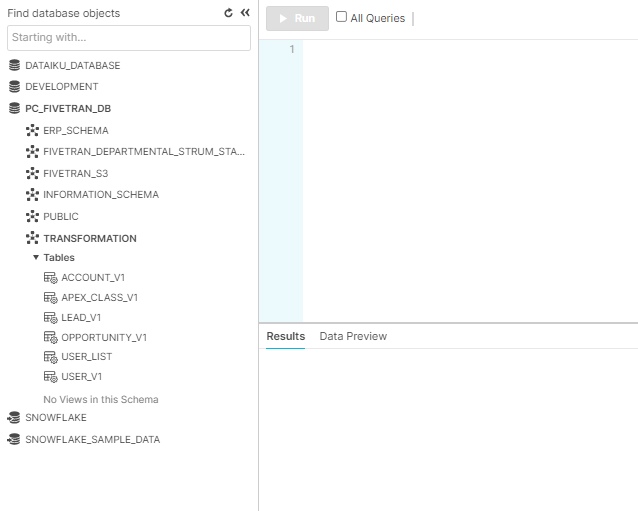 Find database objects
Starting with...
DATAIKU_DATABASE
DEVELOPMENT
PC_FIVETRAN_DB
ERP_SCHEMA
FIVETRAN_DEPARTMENTAL_STRUM_STA...
FIVETRAN_S3
INFORMATION_SCHEMA
PUBLIC
TRANSFORMATION
Tables
ACCOUNT_V1
APEX_CLASS_V1
LEAD_V1
OPPORTUNITY_V1
USER_LIST
USER_V1
No Views in this Schema
SNOWFLAKE
SNOWFLAKE_SAMPLE_DATA
Run All Queries
1
Results Data Preview